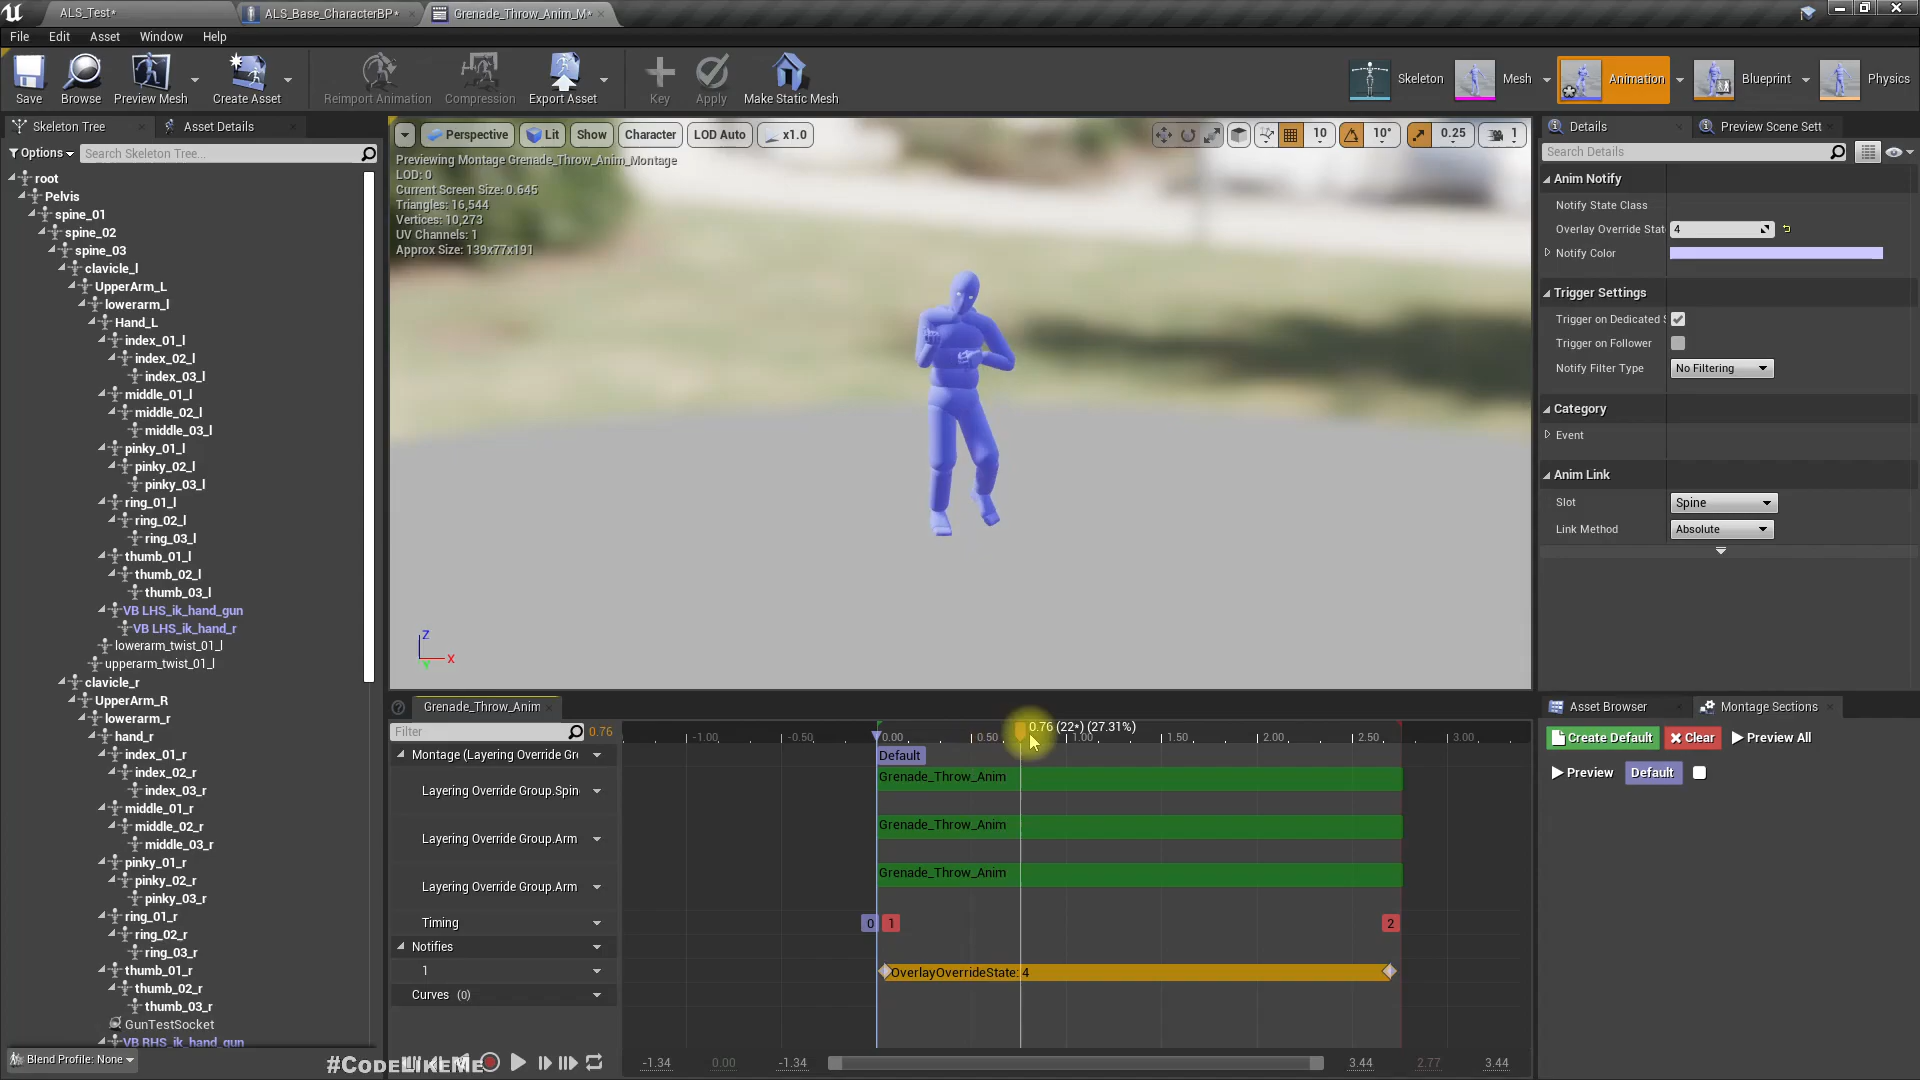 ALS_Test*
ALS_Base_CharacterBP*
Grenade_Throw_Anim_M*
File Edit Asset Window Help
Save Browse Preview Mesh Create Asset Reimport Animation Compression Export Asset Key Apply Make Static Mesh Skeleton Mesh Animation Blueprint Physics
Skeleton Tree Asset Details
Options Search Skeleton Tree...
root
Pelvis
spine_01
spine_02
spine_03
clavicle_l
UpperArm_L
lowerarm_l
Hand_L
index_01_l
index_02_l
index_03_l
middle_01_l
middle_02_l
middle_03_l
pinky_01_l
pinky_02_l
pinky_03_l
ring_01_l
ring_02_l
ring_03_l
thumb_01_l
thumb_02_l
thumb_03_l
VB LHS_ik_hand_gun
VB LHS_ik_hand_r
lowerarm_twist_01_l
upperarm_twist_01_l
clavicle_r
UpperArm_R
lowerarm_r
hand_r
index_01_r
index_02_r
index_03_r
middle_01_r
middle_02_r
middle_03_r
pinky_01_r
pinky_02_r
pinky_03_r
ring_01_r
ring_02_r
ring_03_r
thumb_01_r
thumb_02_r
thumb_03_r
GunTestSocket
VB RHS_ik_hand_gun
Blend Profile: None
Perspective Lit Show Character LOD Auto x1.0 10 10° 0.25 1
Previewing Montage Grenade_Throw_Anim_Montage
LOD: 0
Current Screen Size: 0.645
Triangles: 16,544
Vertices: 10,273
UV Channels: 1
Approx Size: 139x77x191
Z
X
Y
Grenade_Throw_Anim
Filter 0.76
0.76 (22*) (27.31%)
-1.00 -0.50 0.00 0.50 1.00 1.50 2.00 2.50 3.00
Montage (Layering Override Gr Default
Grenade_Throw_Anim
Layering Override Group.Spin
Grenade_Throw_Anim
Layering Override Group.Arm
Grenade_Throw_Anim
Layering Override Group.Arm
Timing 0 1 2
Notifies
1 OverlayOverrideState: 4
Curves (0)
#CodeLikeMe
-1.34 0.00 -1.34 3.44 2.77 3.44
Details Preview Scene Sett
Search Details
Anim Notify
Notify State Class
Overlay Override Stat 4
Notify Color
Trigger Settings
Trigger on Dedicated S
Trigger on Follower
Notify Filter Type No Filtering
Category
Event
Anim Link
Slot Spine
Link Method Absolute
Asset Browser Montage Sections
Create Default Clear Preview All
Preview Default